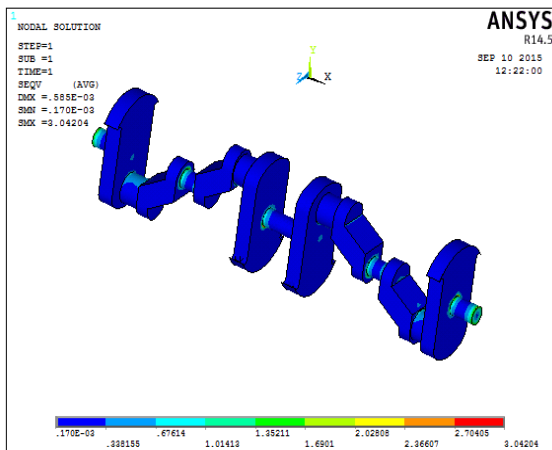 1
NODAL SOLUTION
ANSYS
R14.5
STEP=1
SUB =1
TIME=1
SEQV (AVG)
DMX =.585E-03
SMN =.170E-03
SMX =3.04204
SEP 10 2015
12:22:00
Y
Z X
.170E-03 .67614 1.35211 2.02808 2.70405
.338155 1.01413 1.6901 2.36607 3.04204